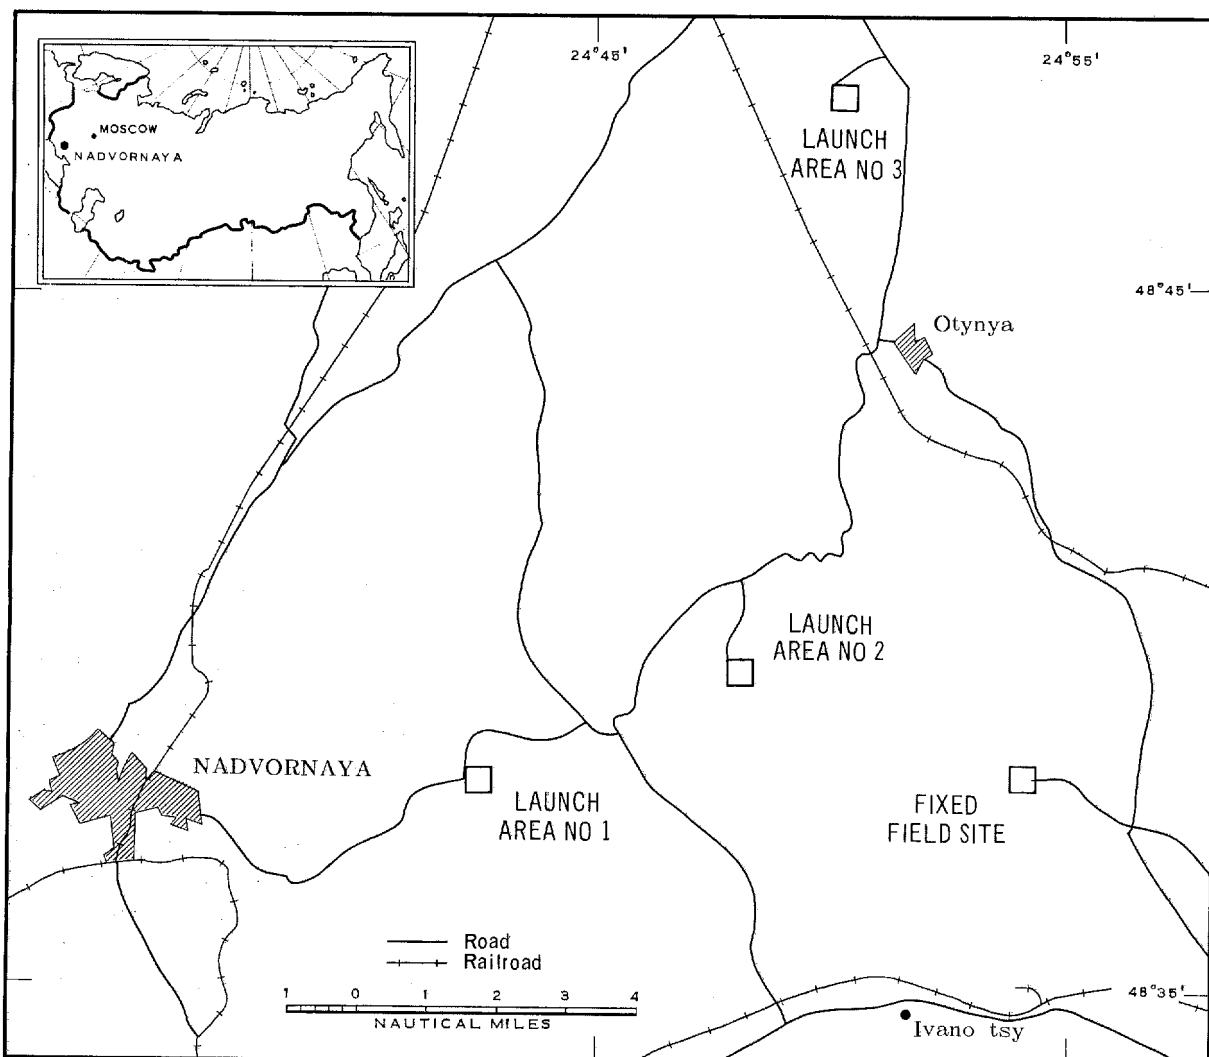 24°45'
24°55'
MOSCOW
NADVORNAYA
LAUNCH
AREA NO 3
48°45'
Otynya
LAUNCH
AREA NO 2
NADVORNAYA
LAUNCH
AREA NO 1
FIXED
FIELD SITE
Road
Railroad
1 0 1 2 3 4
NAUTICAL MILES
48°35'
Ivano tsy